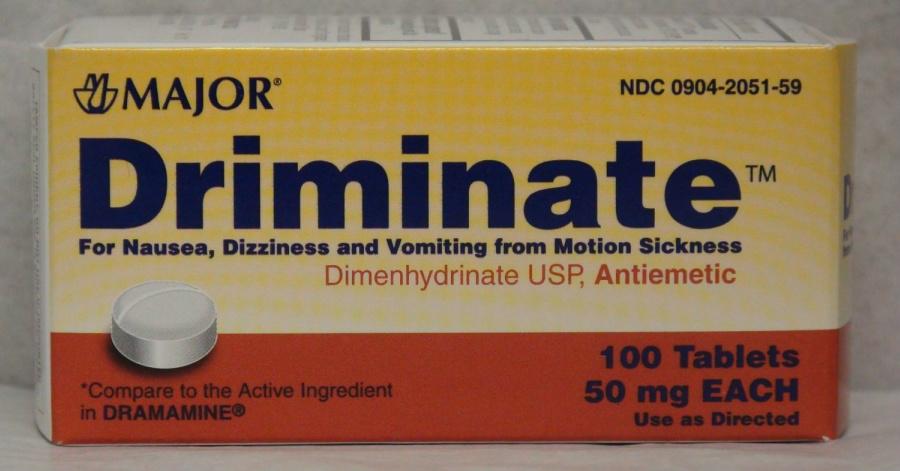 MAJOR®
NDC 0904-2051-59
Driminate™
For Nausea, Dizziness and Vomiting from Motion Sickness
Dimenhydrinate USP, Antiemetic
100 Tablets
50 mg EACH
Use as Directed
*Compare to the Active Ingredient
in DRAMAMINE®